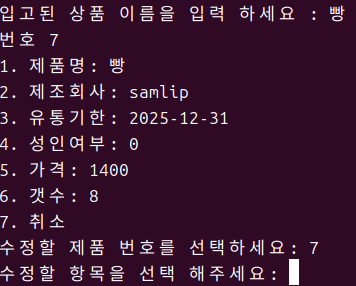 입고된 상품 이름을 입력 하세요 : 빵
번호 7
1. 제품명: 빵
2. 제조회사: samlip
3. 유통기한: 2025-12-31
4. 성인여부: 0
5. 가격: 1400
6. 갯수: 8
7. 취소
수정할 제품 번호를 선택하세요: 7
수정할 항목을 선택 해주세요: